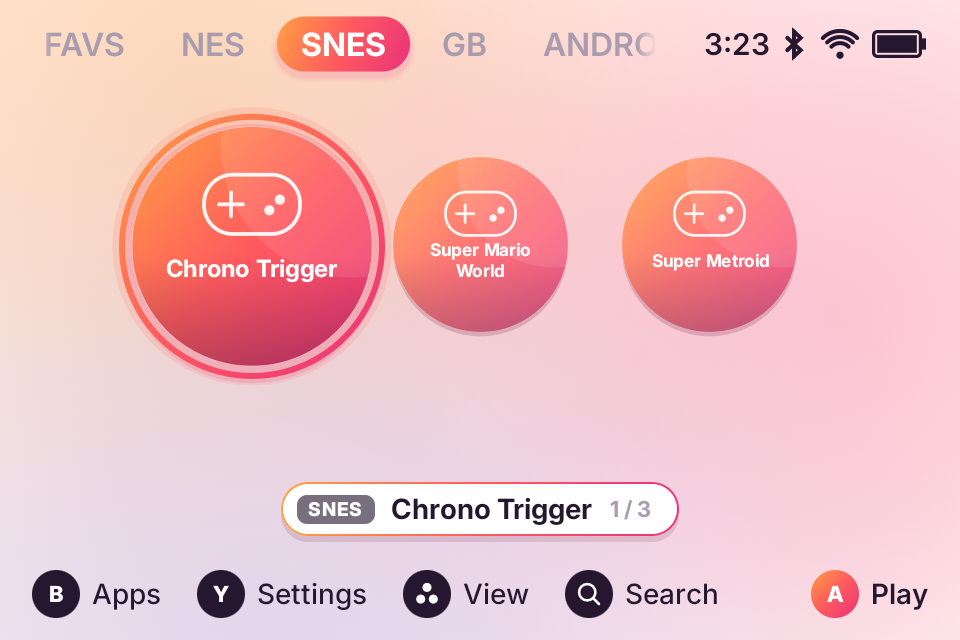 FAVS NES SNES GB ANDRO 3:23
Chrono Trigger
Super Mario
World
Super Metroid
SNES Chrono Trigger 1/3
B Apps Y Settings View Search A Play